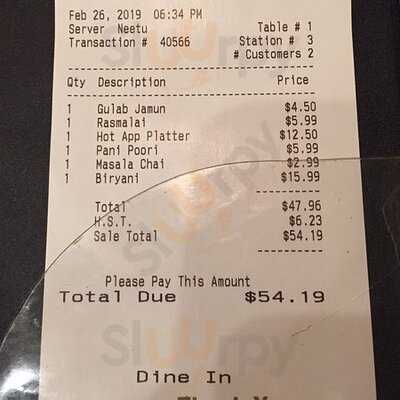 Feb 26, 2019 06:34 PM
Server Neetu Table # 1
Transaction # 40566 Station # 3
# Customers 2
Qty Description Price
1 Gulab Jamun $4.50
1 Rasmalai $5.99
1 Hot App Platter $12.50
1 Pani Poori $5.99
1 Masala Chai $2.99
1 Biryani $15.99
Total $47.96
H.S.T. $6.23
Sale Total $54.19
Please Pay This Amount
Total Due $54.19
Dine In
Sluurpy
Sluurpy
Sluurpy